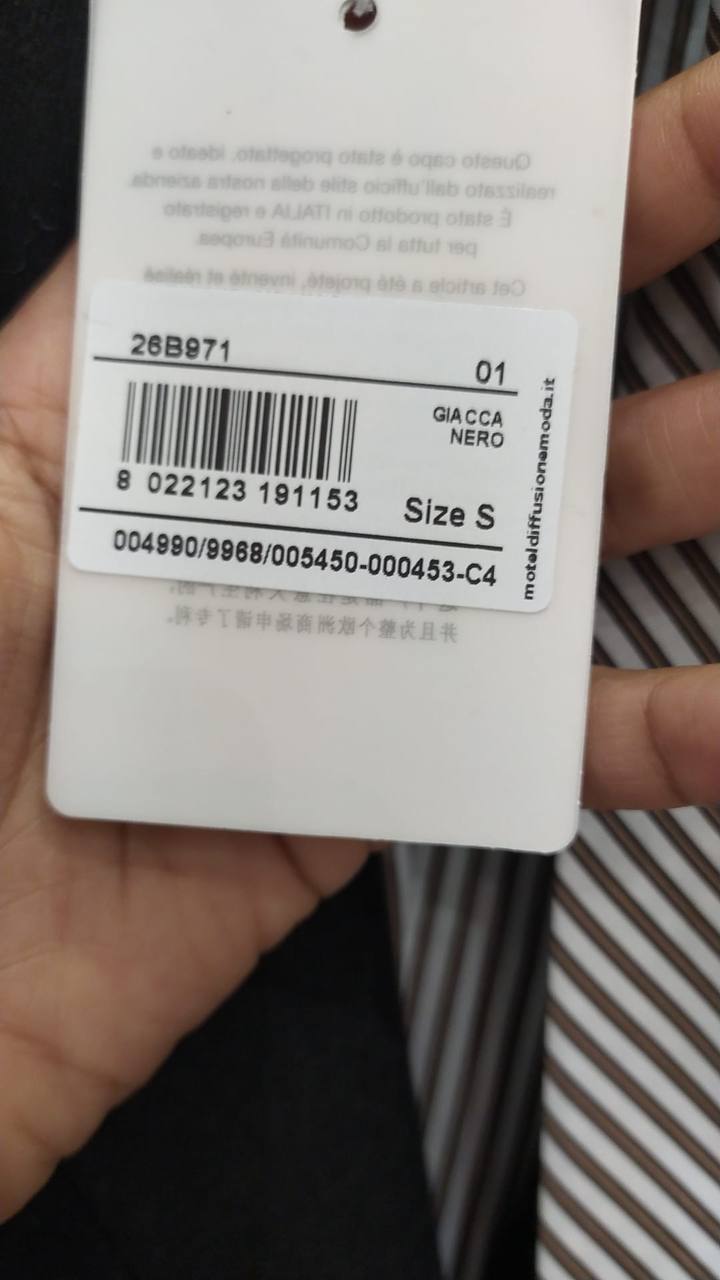 Questo capo è stato progettato, ideato e
realizzato dall'ufficio stile della nostra azienda.
È stato prodotto in ITALIA e registrato
per tutta la Comunità Europea.
Cet article a été projeté, inventé et réalisé
26B971
01
GIACCA
NERO
8 022123 191153
Size S
004990/9968/005450-000453-C4
moteldiffusionemoda.it
并且为整个欧洲商标申请了专利。